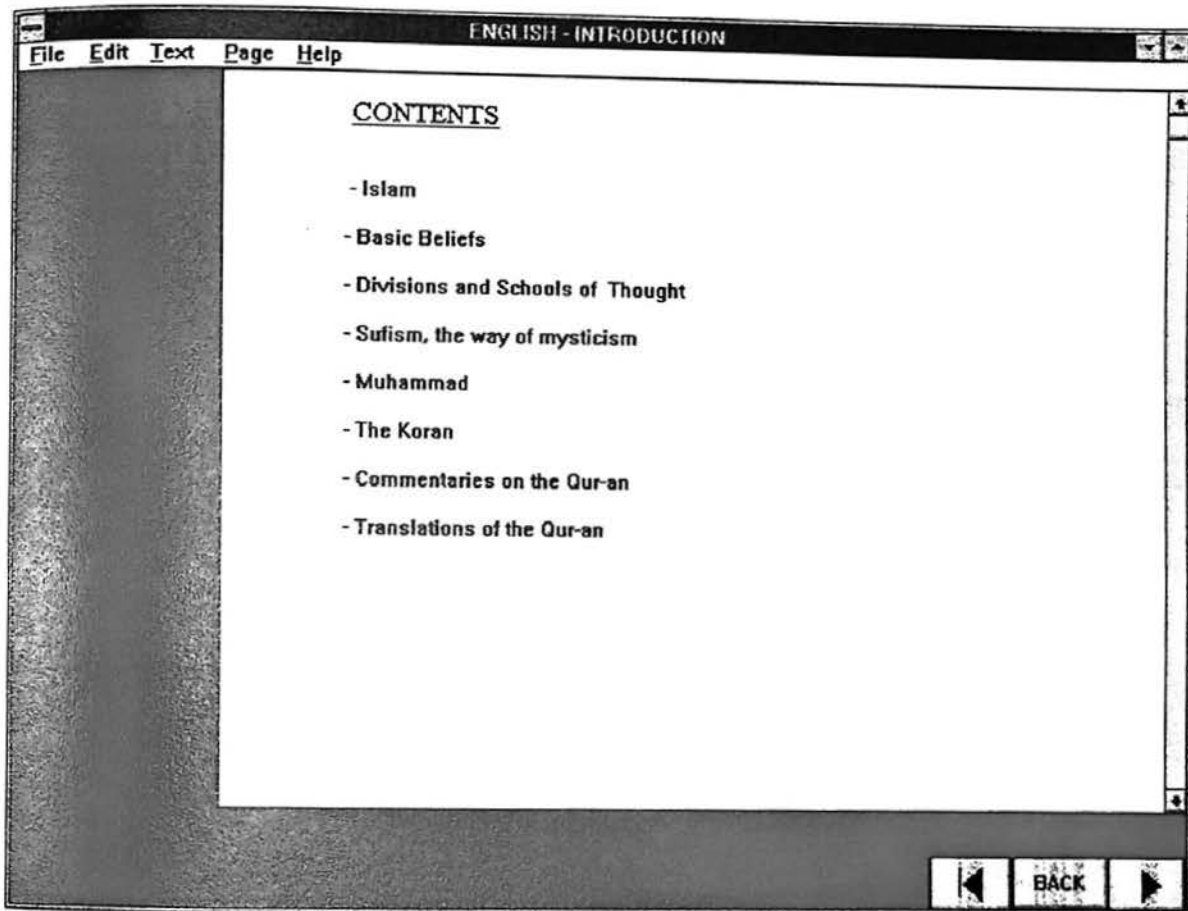 ENGLISH - INTRODUCTION
File Edit Text Page Help
CONTENTS
- Islam
- Basic Beliefs
- Divisions and Schools of Thought
- Sufism, the way of mysticism
- Muhammad
- The Koran
- Commentaries on the Qur-an
- Translations of the Qur-an
BACK